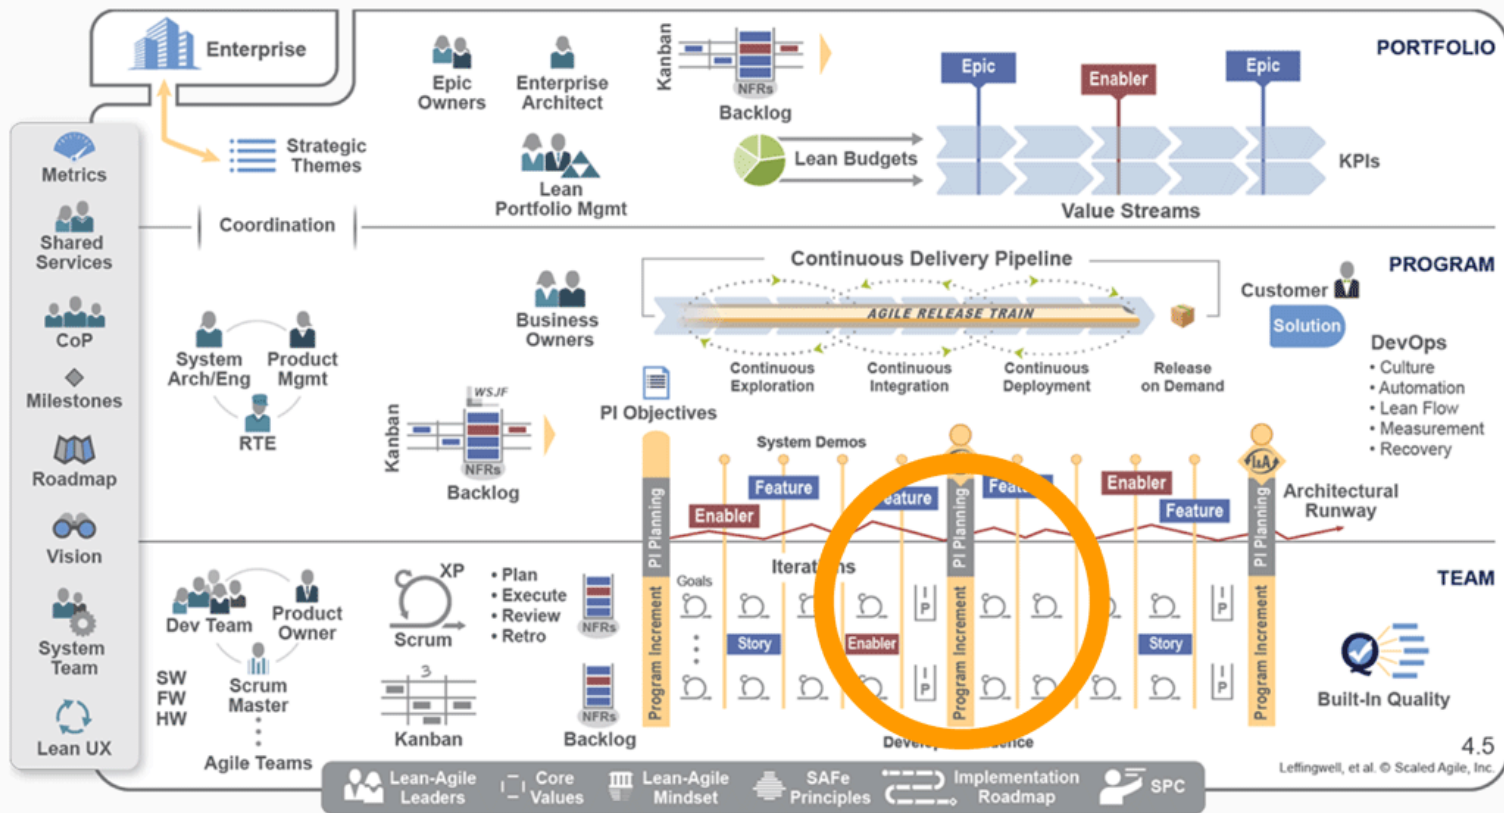 Enterprise
Strategic
Themes
Coordination
Epic
Owners
Enterprise
Architect
Lean
Portfolio Mgmt
Kanban
NFRs
Backlog
Lean Budgets
Epic
Enabler
Epic
Value Streams
KPIs
PORTFOLIO
Metrics
Shared
Services
CoP
Milestones
Roadmap
Vision
System
Team
Lean UX
PROGRAM
System
Arch/Eng
Product
Mgmt
RTE
Business
Owners
Kanban
WSJF
NFRs
Backlog
Continuous Delivery Pipeline
AGILE RELEASE TRAIN
Continuous
Exploration
Continuous
Integration
Continuous
Deployment
Release
on Demand
Customer
Solution
DevOps
• Culture
• Automation
• Lean Flow
• Measurement
• Recovery
PI Objectives
System Demos
PI Planning
Enabler
Feature
Feature
PI Planning
Feature
Enabler
Feature
I&A
PI Planning
Architectural
Runway
TEAM
Dev Team
Product
Owner
Scrum
Master
SW
FW
HW
Agile Teams
XP
Scrum
3
Kanban
• Plan
• Execute
• Review
• Retro
NFRs
NFRs
Backlog
Program Increment
Goals
Iterations
Story
Enabler
I P
I P
Program Increment
Story
I P
I P
Program Increment
Built-In Quality
4.5
Leffingwell, et al. © Scaled Agile, Inc.
Lean-Agile
Leaders
Core
Values
Lean-Agile
Mindset
SAFe
Principles
Implementation
Roadmap
SPC